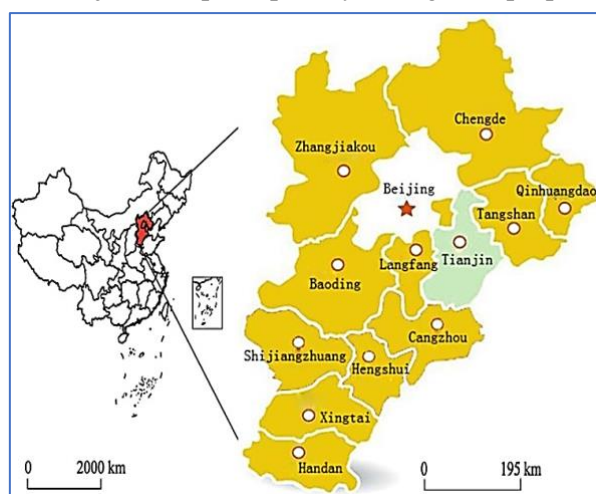 Chengde
Zhangjiakou
Beijing
Qinhuangdao
Tangshan
Langfang
Tianjin
Baoding
Cangzhou
Shijiangzhuang
Hengshui
Xingtai
Handan
0 2000 km
0 195 km